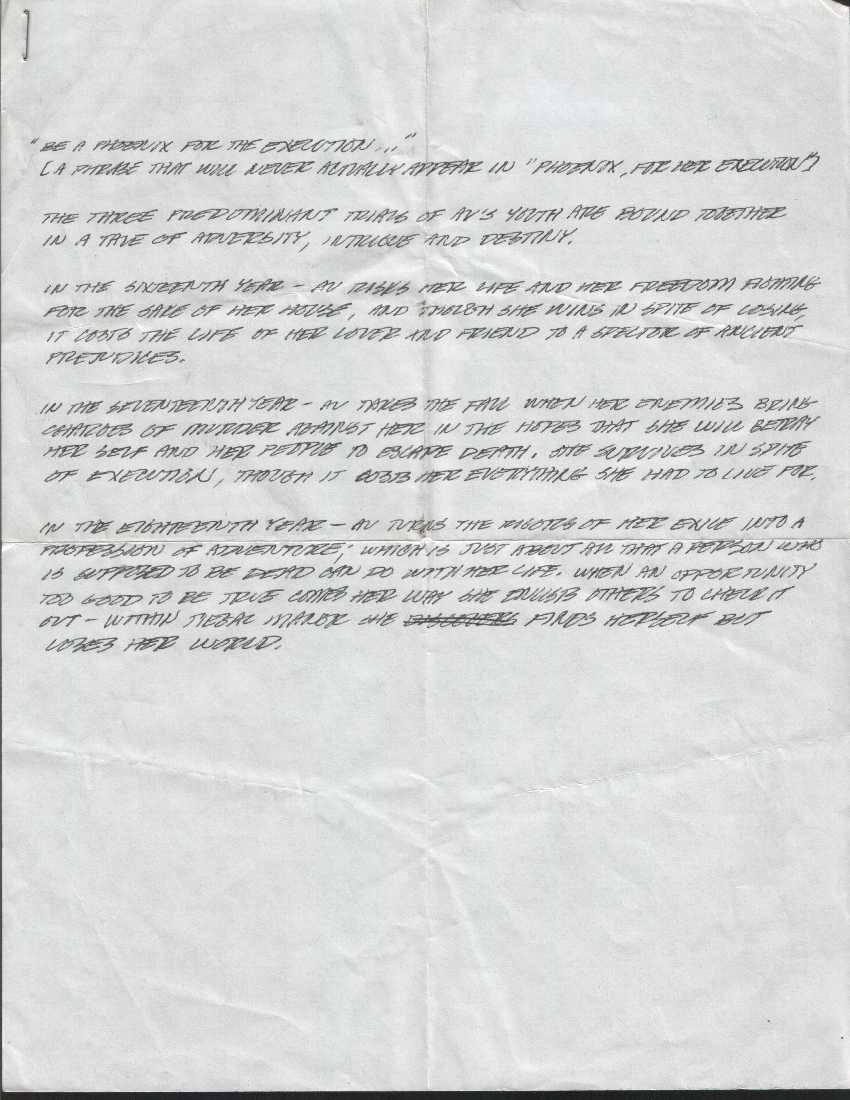 "BE A PHOENIX FOR THE EXECUTION..."
[A PHRASE THAT WILL NEVER ACTUALLY APPEAR IN "PHOENIX, FOR HER EXECUTION"]
THE THREE PREDOMINANT TRIALS OF AV'S YOUTH ARE BOUND TOGETHER
IN A TALE OF ADVERSITY, INTRIGUE AND DESTINY.
IN THE SIXTEENTH YEAR – AV RISKS HER LIFE AND HER FREEDOM FIGHTING
FOR THE SAKE OF HER HOUSE, AND THOUGH SHE WINS IN SPITE OF LOSING,
IT COSTS THE LIFE OF HER LOVER AND FRIEND TO A SPECTOR OF ANCIENT
PREJUDICES.
IN THE SEVENTEENTH YEAR – AV TAKES THE FALL WHEN HER ENEMIES BRING
CHARGES OF MURDER AGAINST HER IN THE HOPES THAT SHE WILL BETRAY
HER SELF AND HER PEOPLE TO ESCAPE DEATH. SHE SURVIVES IN SPITE
OF EXECUTION, THOUGH IT COSTS HER EVERYTHING SHE HAD TO LIVE FOR.
IN THE EIGHTEENTH YEAR – AV TURNS THE RIGORS OF HER EXILE INTO A
PROFESSION OF ADVENTURE, WHICH IS JUST ABOUT ALL THAT A PERSON WHO
IS SUPPOSED TO BE DEAD CAN DO WITH HER LIFE. WHEN AN OPPORTUNITY
TOO GOOD TO BE TRUE COMES HER WAY SHE ENLISTS OTHERS TO CHECK IT
OUT – WITHIN MANOR SHE DISCOVERS FINDS HERSELF BUT
LOSES HER WORLD.